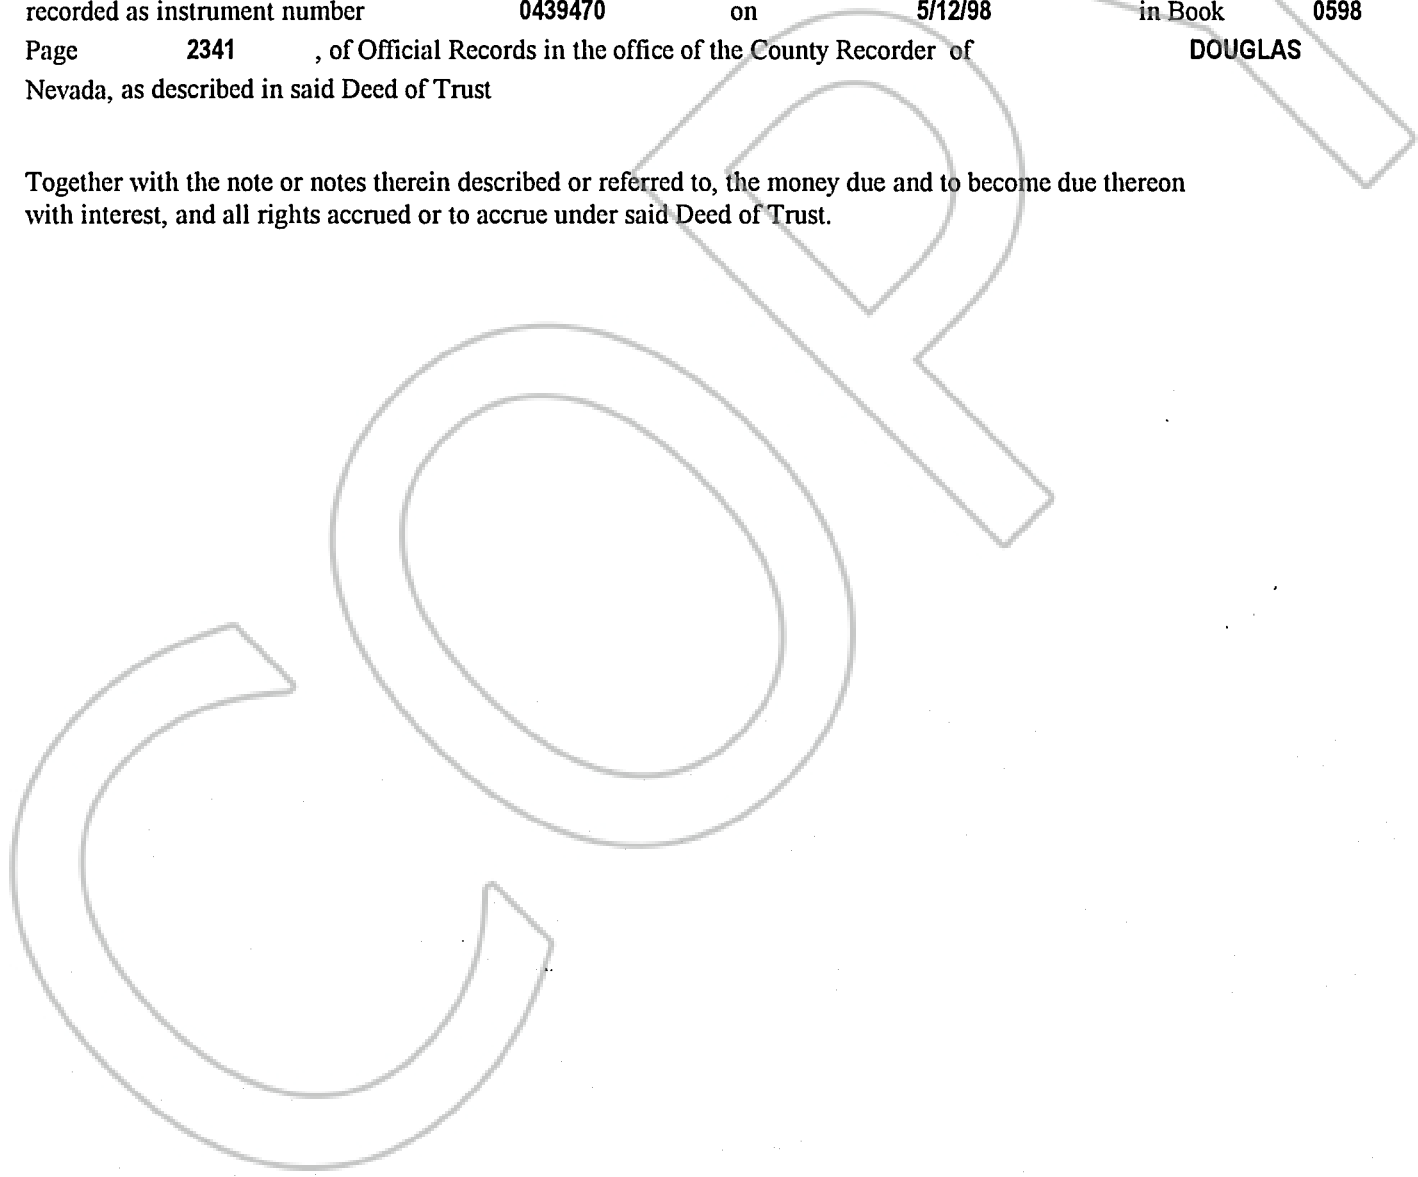 recorded as instrument number 0439470 on 5/12/98 in Book 0598
Page 2341 , of Official Records in the office of the County Recorder of DOUGLAS
Nevada, as described in said Deed of Trust
Together with the note or notes therein described or referred to, the money due and to become due thereon
with interest, and all rights accrued or to accrue under said Deed of Trust.
COPY